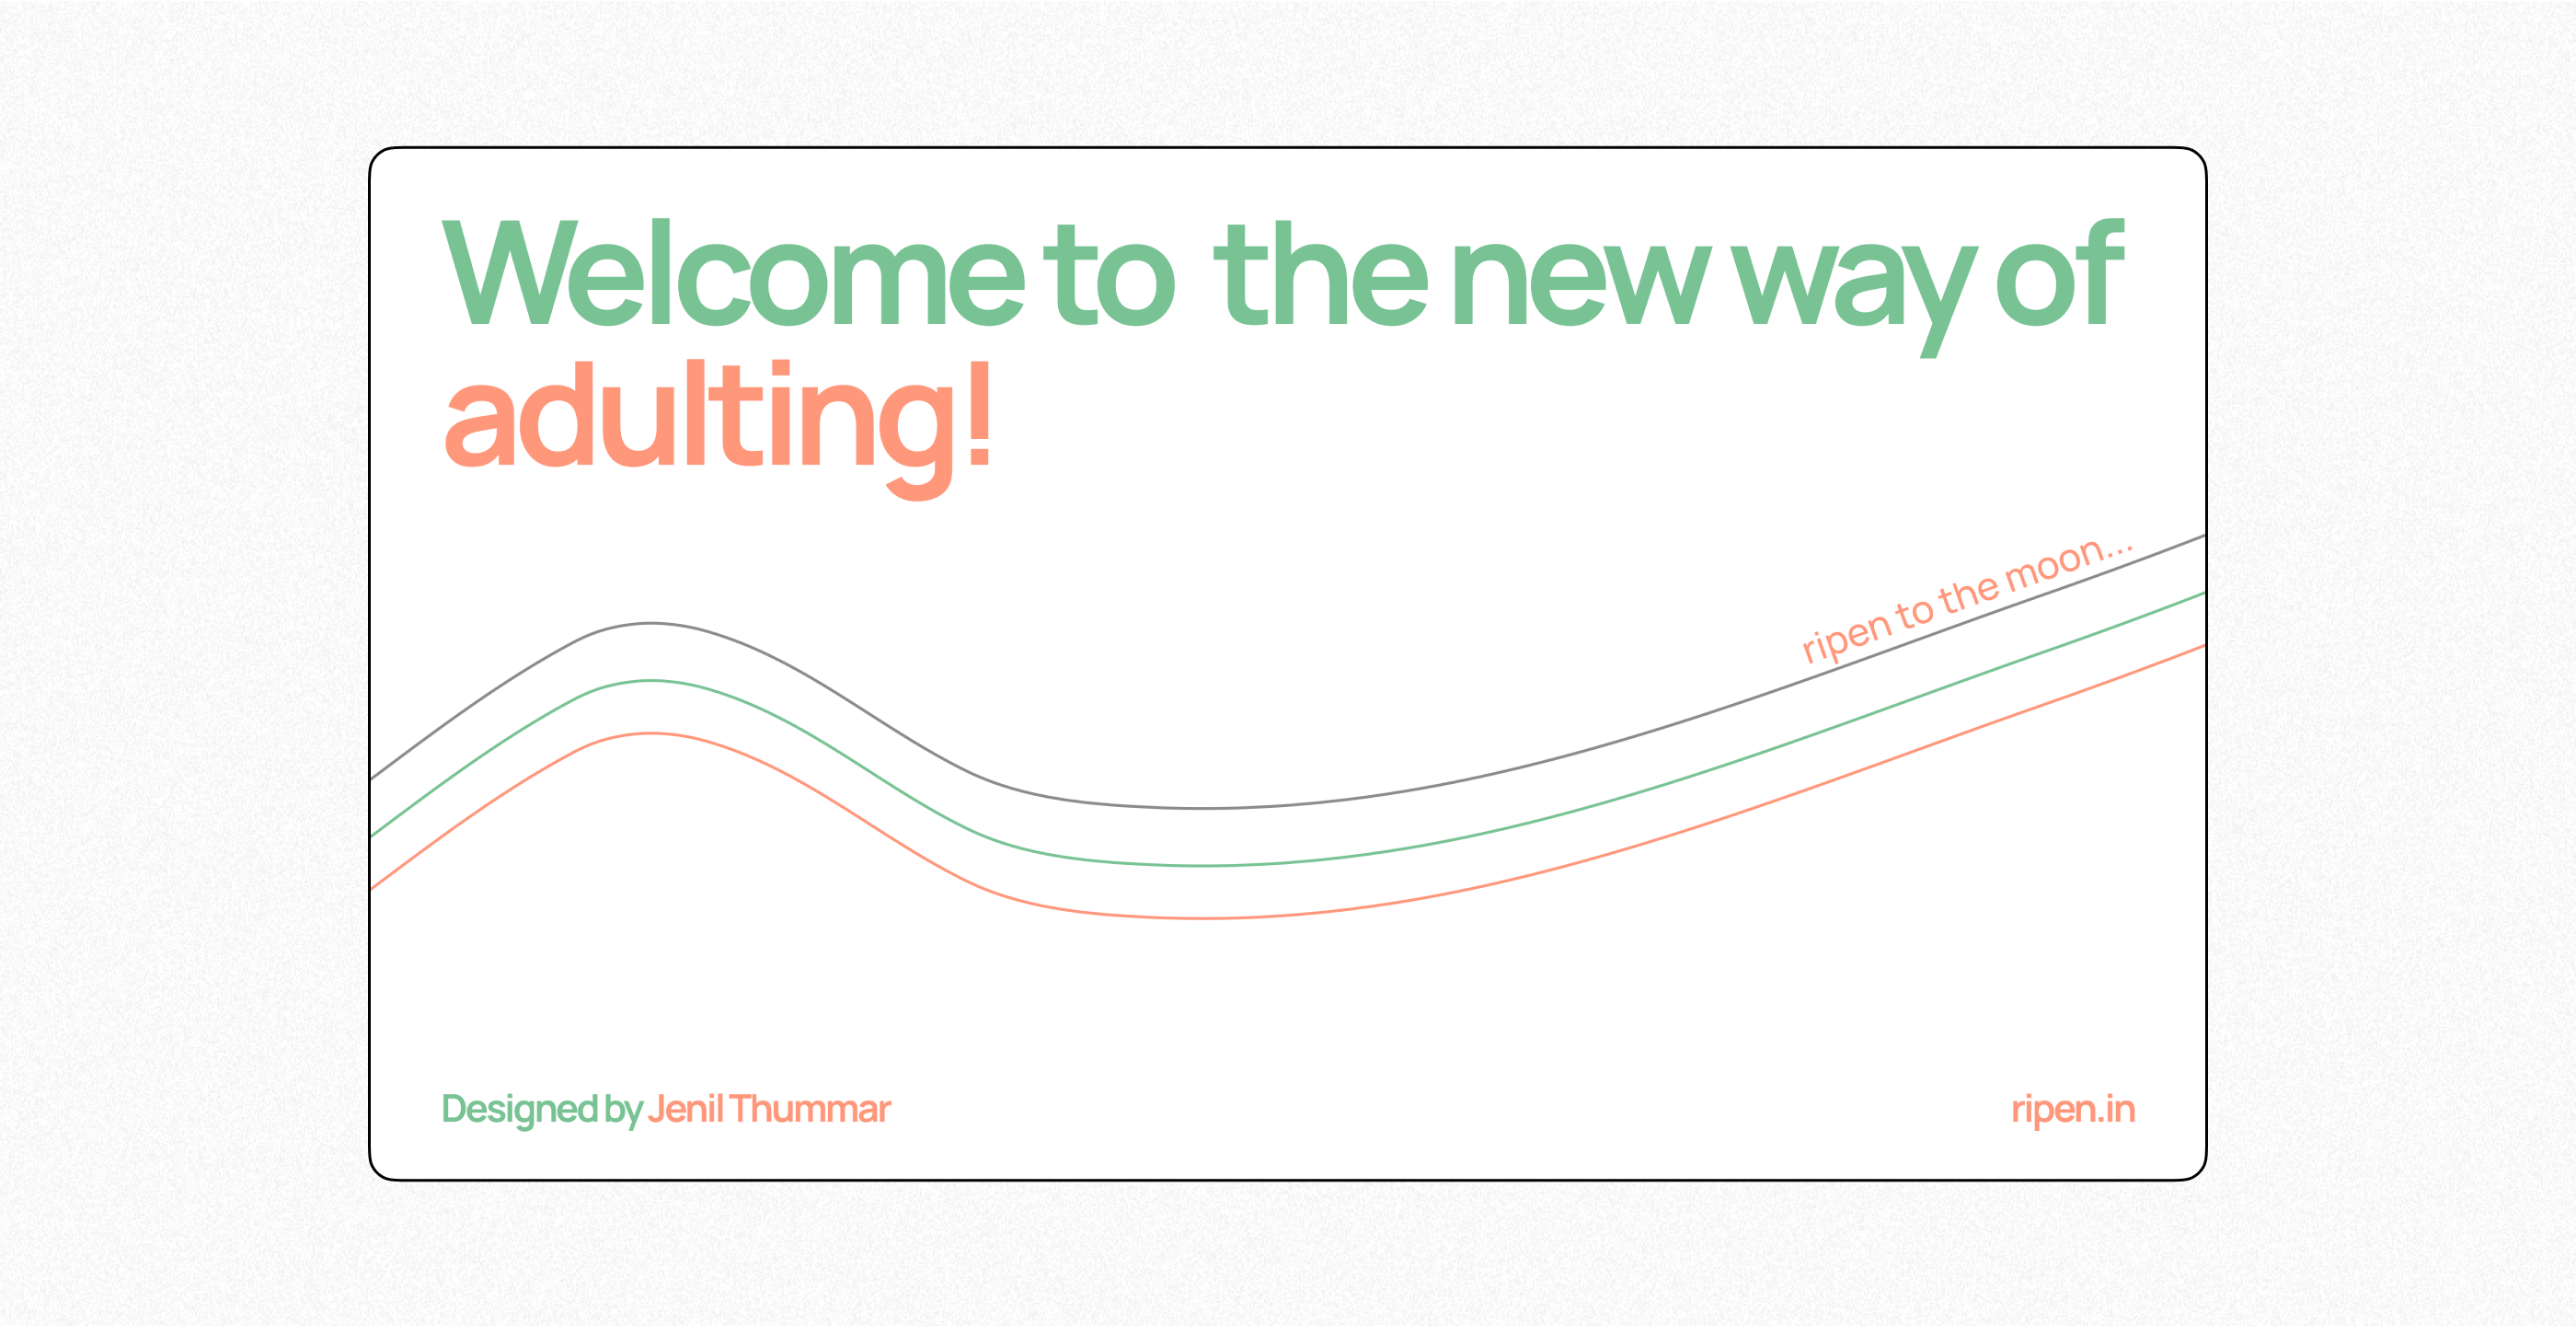 Welcome to the new way of
adulting!
ripen to the moon...
Designed by Jenil Thummar
ripen.in